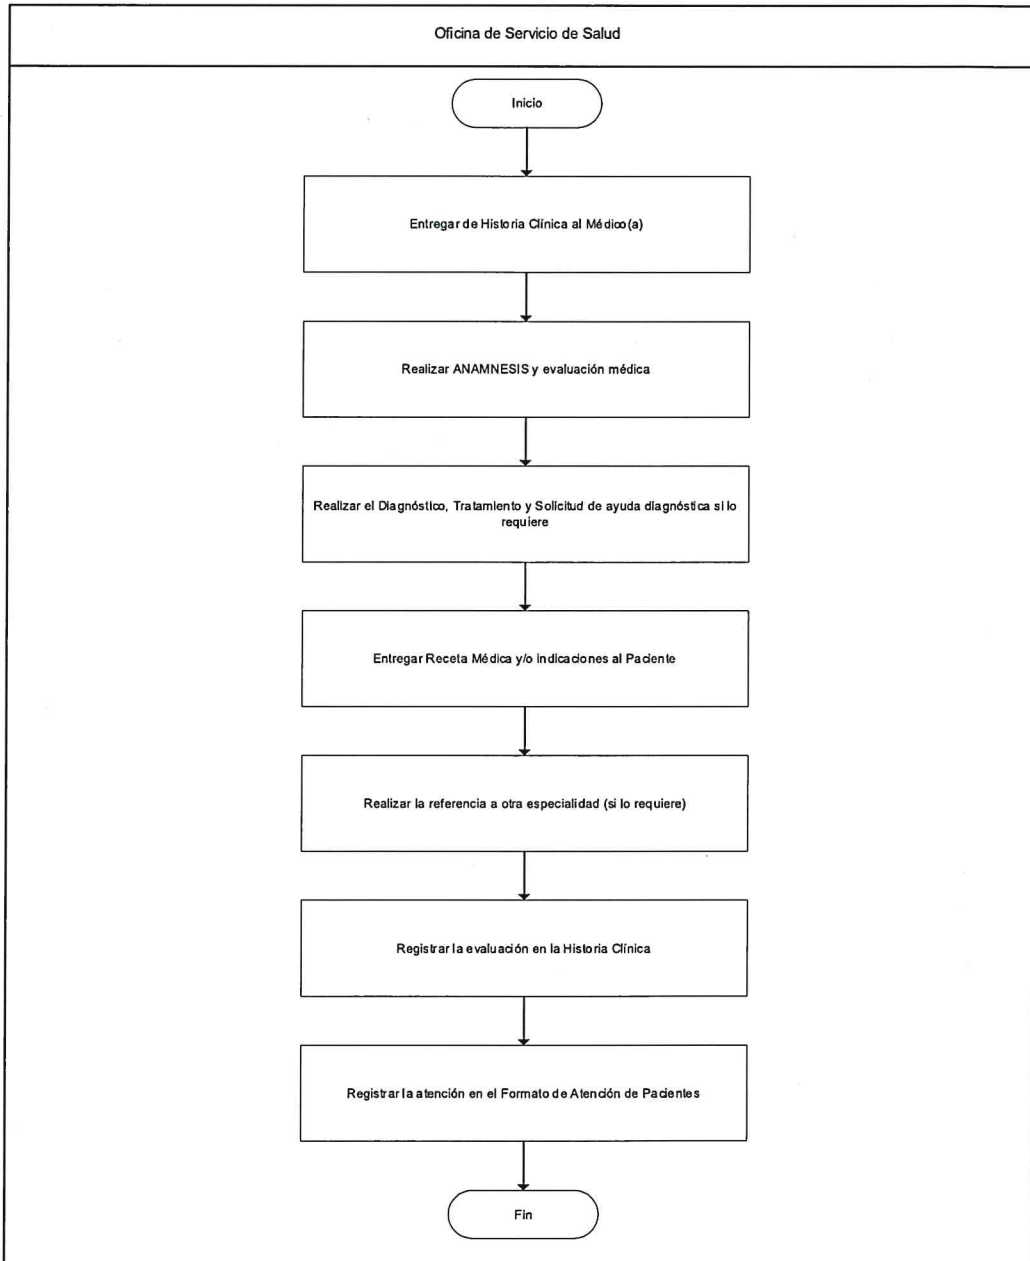 Oficina de Servicio de Salud
Inicio
Entregar de Historia Clínica al Médico(a)
Realizar ANAMNESIS y evaluación médica
Realizar el Diagnóstico, Tratamiento y Solicitud de ayuda diagnóstica si lo
requiere
Entregar Receta Médica y/o indicaciones al Paciente
Realizar la referencia a otra especialidad (si lo requiere)
Registrar la evaluación en la Historia Clínica
Registrar la atención en el Formato de Atención de Pacientes
Fin